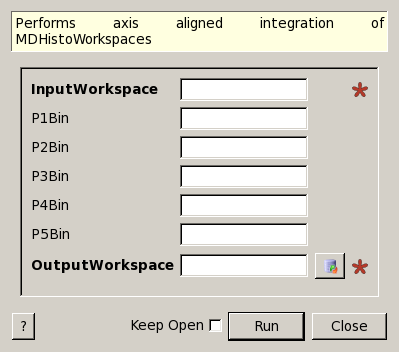 Performs axis aligned integration of
MDHistoWorkspaces
InputWorkspace
*
P1Bin
P2Bin
P3Bin
P4Bin
P5Bin
OutputWorkspace
*
? Keep Open Run Close